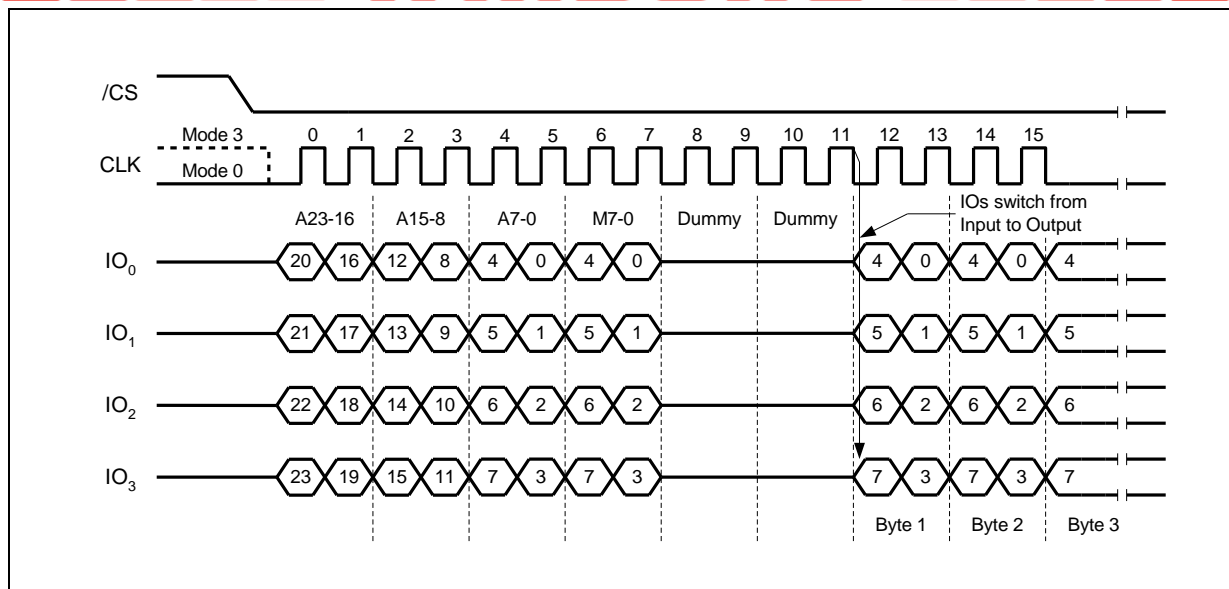 /CS
Mode 3
0 1 2 3 4 5 6 7 8 9 10 11 12 13 14 15
CLK
Mode 0
IOs switch from
Input to Output
A23-16 A15-8 A7-0 M7-0 Dummy Dummy
IO0 20 16 12 8 4 0 4 0 4 0 4 0 4
IO1 21 17 13 9 5 1 5 1 5 1 5 1 5
IO2 22 18 14 10 6 2 6 2 6 2 6 2 6
IO3 23 19 15 11 7 3 7 3 7 3 7 3 7
Byte 1 Byte 2 Byte 3